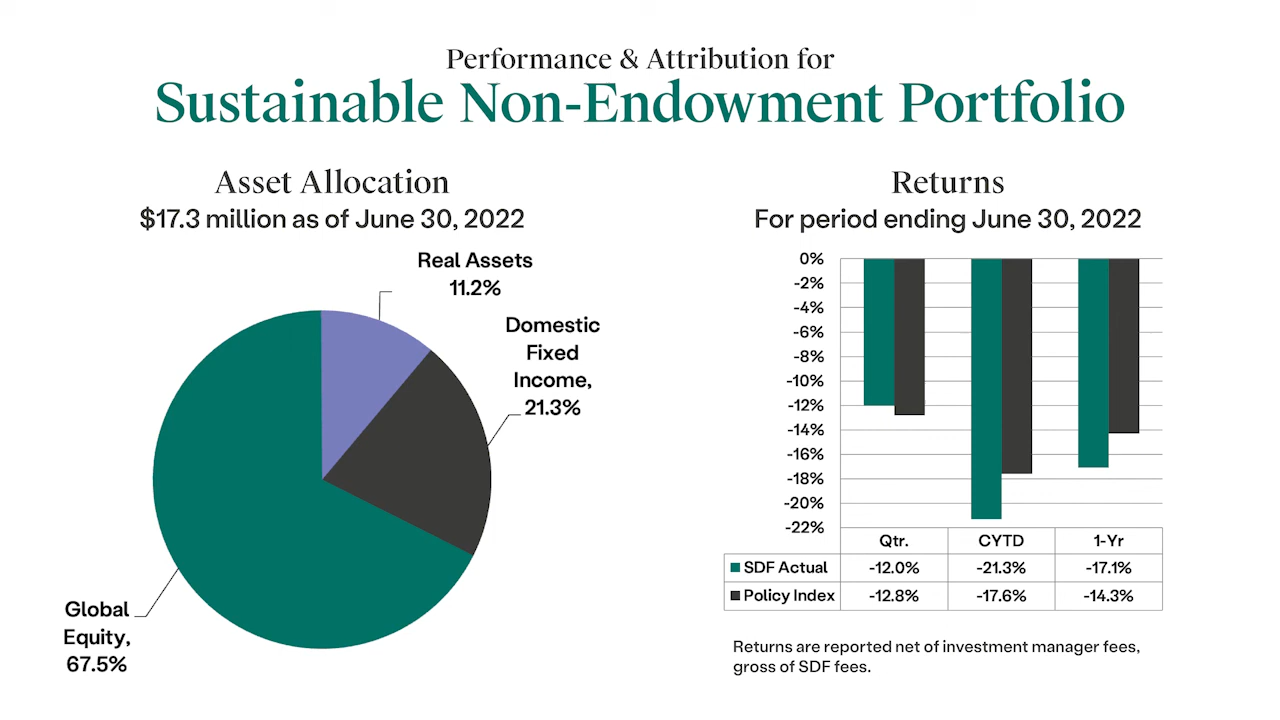 Performance & Attribution for
Sustainable Non-Endowment Portfolio
Asset Allocation
$17.3 million as of June 30, 2022
Real Assets
11.2%
Domestic
Fixed
Income,
21.3%
Global
Equity,
67.5%
Returns
For period ending June 30, 2022
0%
-2%
-4%
-6%
-8%
-10%
-12%
-14%
-16%
-18%
-20%
-22%
Qtr. CYTD 1-Yr
SDF Actual -12.0% -21.3% -17.1%
Policy Index -12.8% -17.6% -14.3%
Returns are reported net of investment manager fees,
gross of SDF fees.